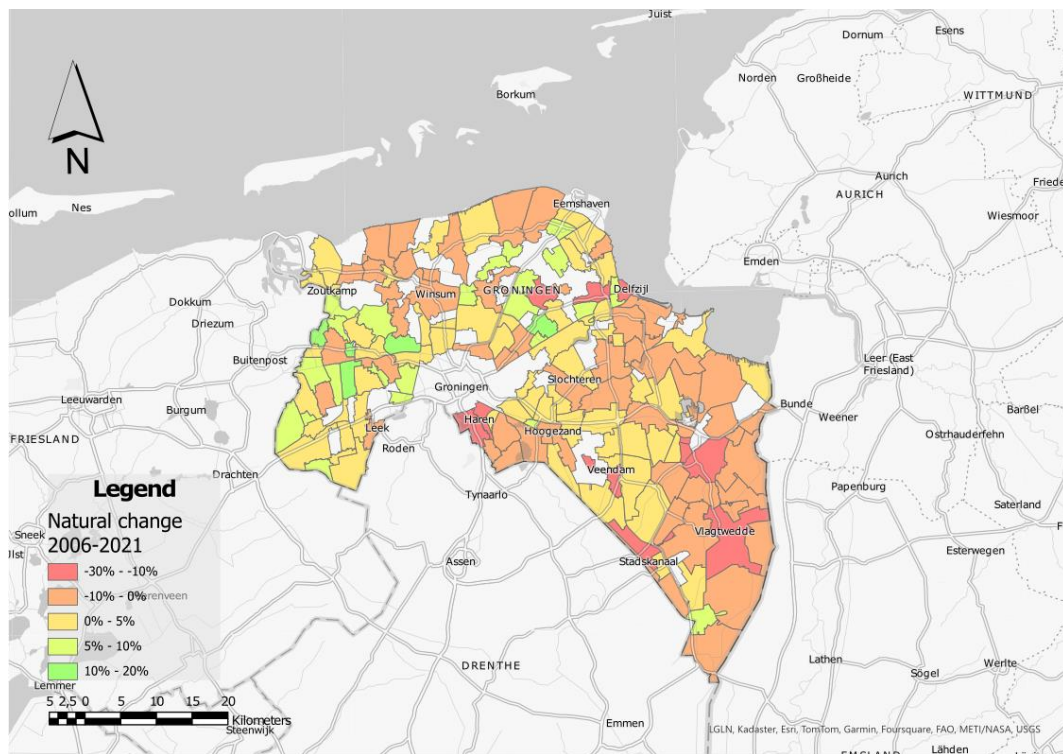 Juist
Dornum
Esens
Norden
Großheide
WITTMUND
Borkum
N
Aurich
Friede
AURICH
ollum
Nes
Wiesmoor
Eemshaven
Emden
Zoutkamp
Winsum
GRONINGEN
Delfzijl
Dokkum
Driezum
Buitenpost
Leer (East
Friesland)
Groningen
Slochteren
Leeuwarden
Burgum
Haren
Hoogezand
Bunde
Weener
Barßel
Ostrhauderfehn
FRIESLAND
Leek
Roden
Drachten
Veendam
Tynaarlo
Papenburg
Saterland
Legend
Natural change
2006-2021
-30% - -10%
-10% - 0%
0% - 5%
5% - 10%
10% - 20%
Sneek
IJlst
erenveen
Vlagtwedde
Esterwegen
F
Assen
Stadskanaal
DRENTHE
Lathen
Sögel
Werlte
Lemmer
5 2,5 0 5 10 15 20
Kilometers
Steenwijk
Emmen
LGLN, Kadaster, Esri, TomTom, Garmin, Foursquare, FAO, METI/NASA, USGS
EMSLAND
Lähden